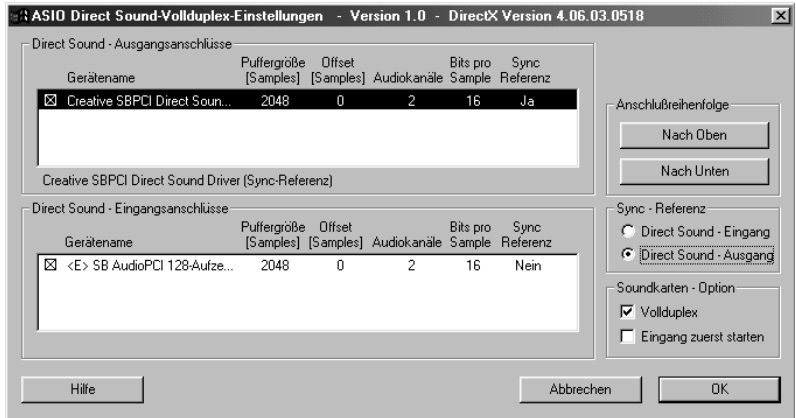 ASIO Direct Sound-Vollduplex-Einstellungen - Version 1.0 - DirectX Version 4.06.03.0518
Direct Sound - Ausgangsanschlüsse
Puffergröße Offset Bits pro Sync
Gerätename [Samples] [Samples] Audiokanäle Sample Referenz
Creative SBPCI Direct Soun... 2048 0 2 16 Ja
Creative SBPCI Direct Sound Driver (Sync-Referenz)
Direct Sound - Eingangsanschlüsse
Puffergröße Offset Bits pro Sync
Gerätename [Samples] [Samples] Audiokanäle Sample Referenz
<E> SB AudioPCI 128-Aufze... 2048 0 2 16 Nein
Anschlußreihenfolge
Nach Oben
Nach Unten
Sync - Referenz
Direct Sound - Eingang
Direct Sound - Ausgang
Soundkarten - Option
Vollduplex
Eingang zuerst starten
Hilfe
Abbrechen
OK